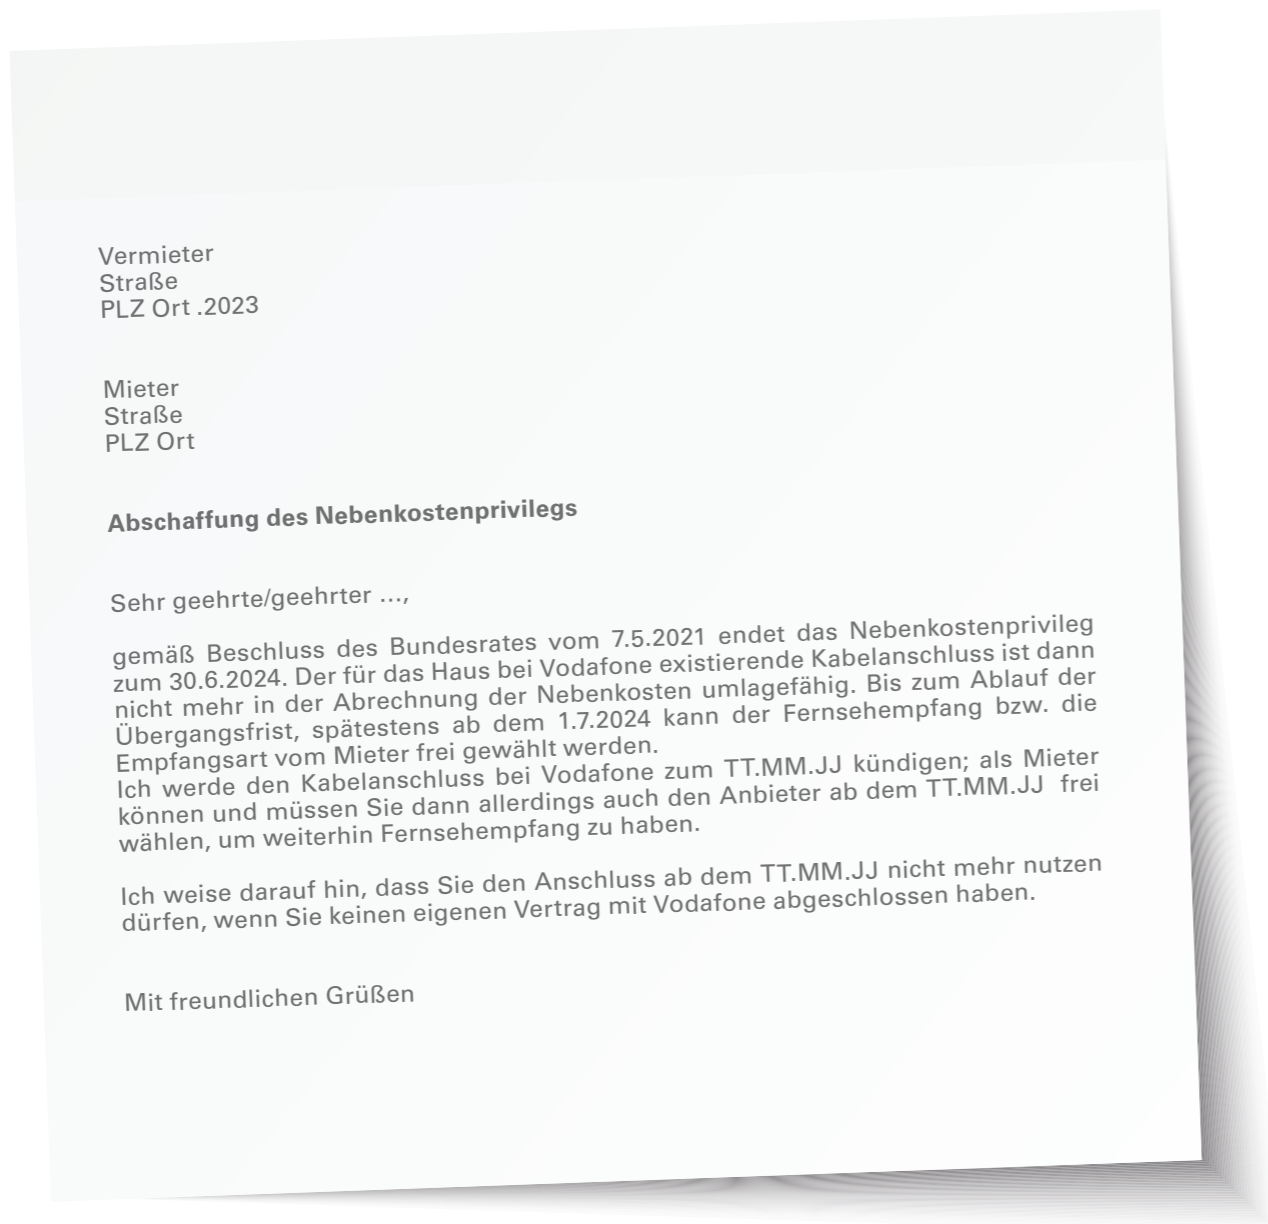 Vermieter
Straße
PLZ Ort .2023
Mieter
Straße
PLZ Ort
Abschaffung des Nebenkostenprivilegs
Sehr geehrte/geehrter ...,
gemäß Beschluss des Bundesrates vom 7.5.2021 endet das Nebenkostenprivileg
zum 30.6.2024. Der für das Haus bei Vodafone existierende Kabelanschluss ist dann
nicht mehr in der Abrechnung der Nebenkosten umlagefähig. Bis zum Ablauf der
Übergangsfrist, spätestens ab dem 1.7.2024 kann der Fernsehempfang bzw. die
Empfangsart vom Mieter frei gewählt werden.
Ich werde den Kabelanschluss bei Vodafone zum TT.MM.JJ kündigen; als Mieter
können und müssen Sie dann allerdings auch den Anbieter ab dem TT.MM.JJ frei
wählen, um weiterhin Fernsehempfang zu haben.
Ich weise darauf hin, dass Sie den Anschluss ab dem TT.MM.JJ nicht mehr nutzen
dürfen, wenn Sie keinen eigenen Vertrag mit Vodafone abgeschlossen haben.
Mit freundlichen Grüßen